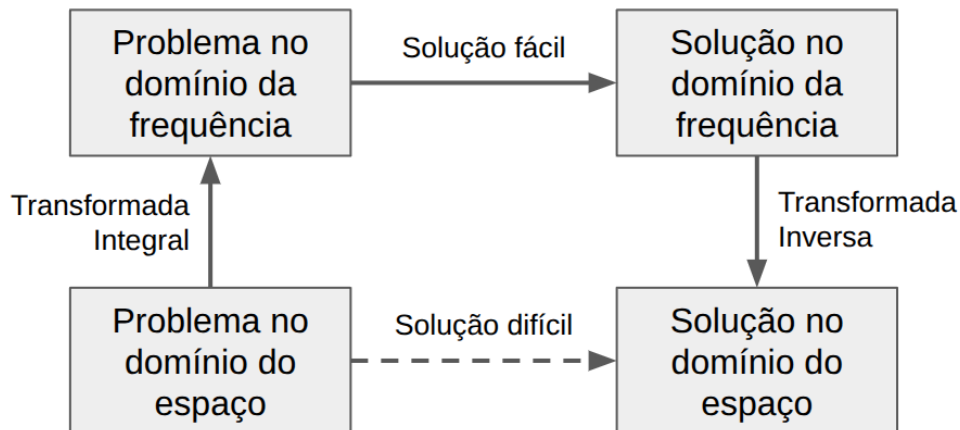 Problema no
domínio da
frequência
Solução fácil
Solução no
domínio da
frequência
Transformada
Integral
Transformada
Inversa
Problema no
domínio do
espaço
Solução difícil
Solução no
domínio do
espaço